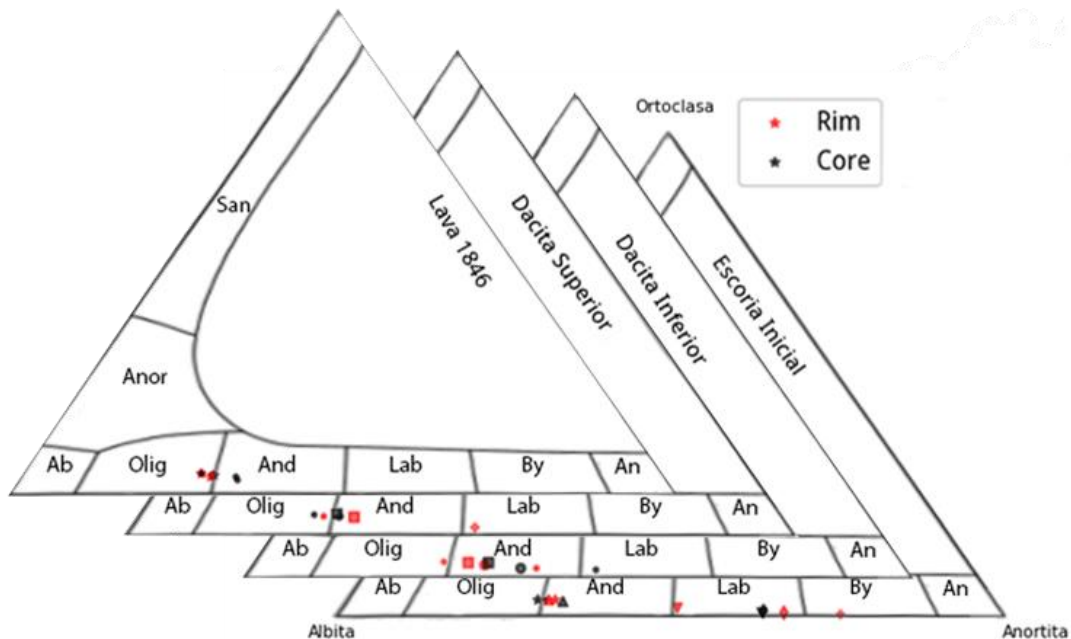 Ortoclasa
Rim
Core
San
Lava 1846
Dacita Superior
Dacita Inferior
Escoria Inicial
Anor
Ab Olig And Lab By An
Ab Olig And Lab By An
Ab Olig And Lab By An
Ab Olig And Lab By An
Albita
Anortita